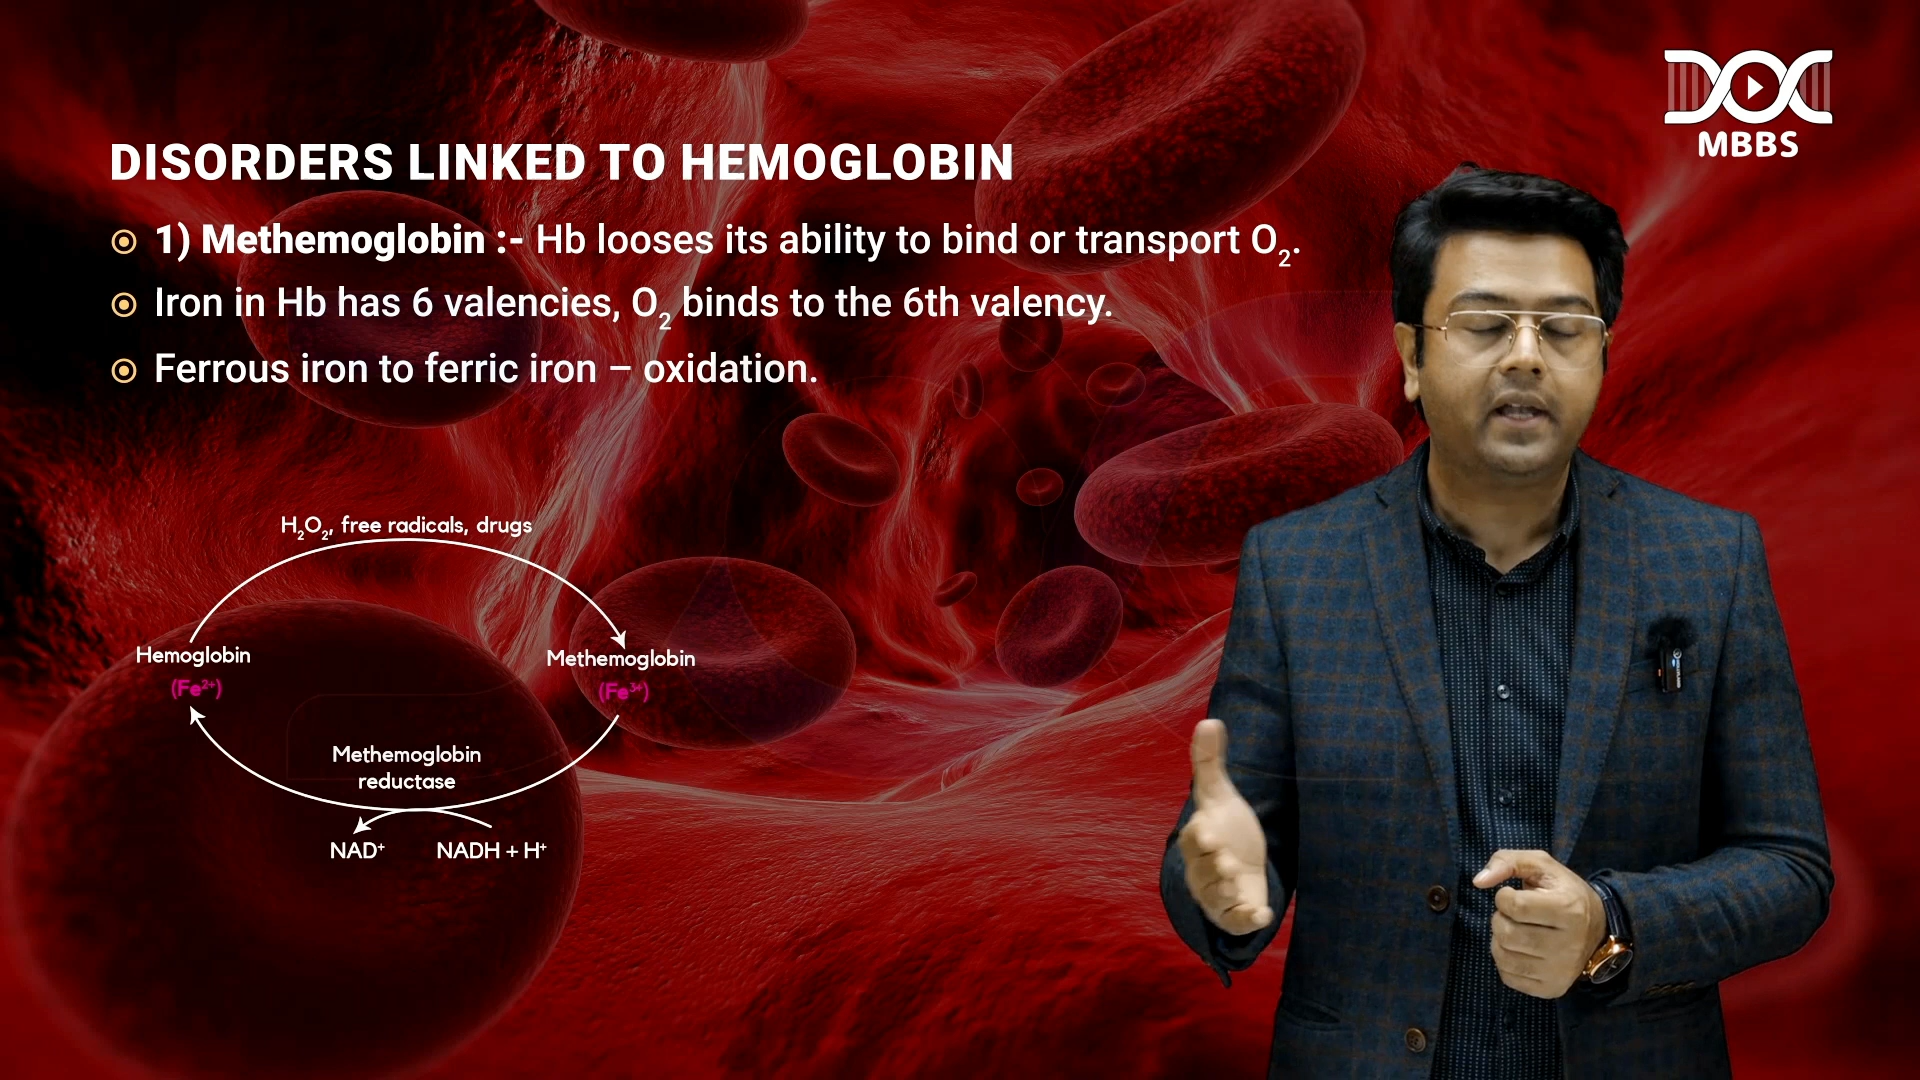 DOC
MBBS
DISORDERS LINKED TO HEMOGLOBIN
1) Methemoglobin :- Hb looses its ability to bind or transport O₂.
Iron in Hb has 6 valencies, O₂ binds to the 6th valency.
Ferrous iron to ferric iron – oxidation.
H₂O₂, free radicals, drugs
Hemoglobin
(Fe²⁺)
Methemoglobin
(Fe³⁺)
Methemoglobin
reductase
NAD⁺
NADH + H⁺